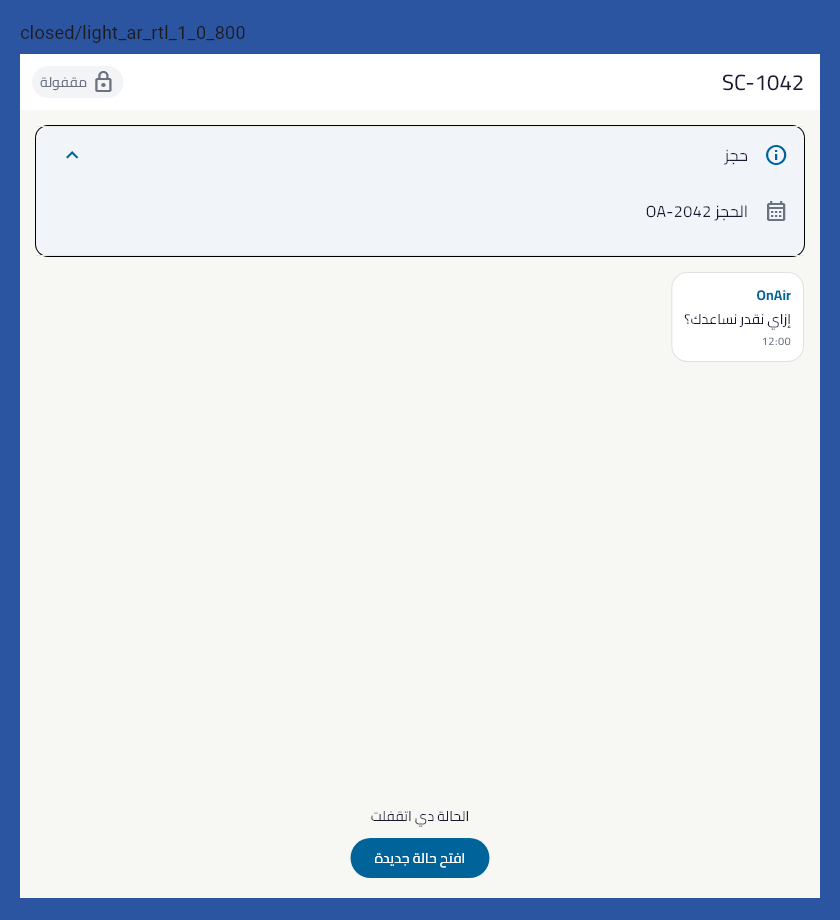 closed/light_ar_rtl_1_0_800
SC-1042
مقفولة
حجز
الحجز OA-2042
OnAir
إزاي نقدر نساعدك؟
12:00
الحالة دي اتقفلت
افتح حالة جديدة